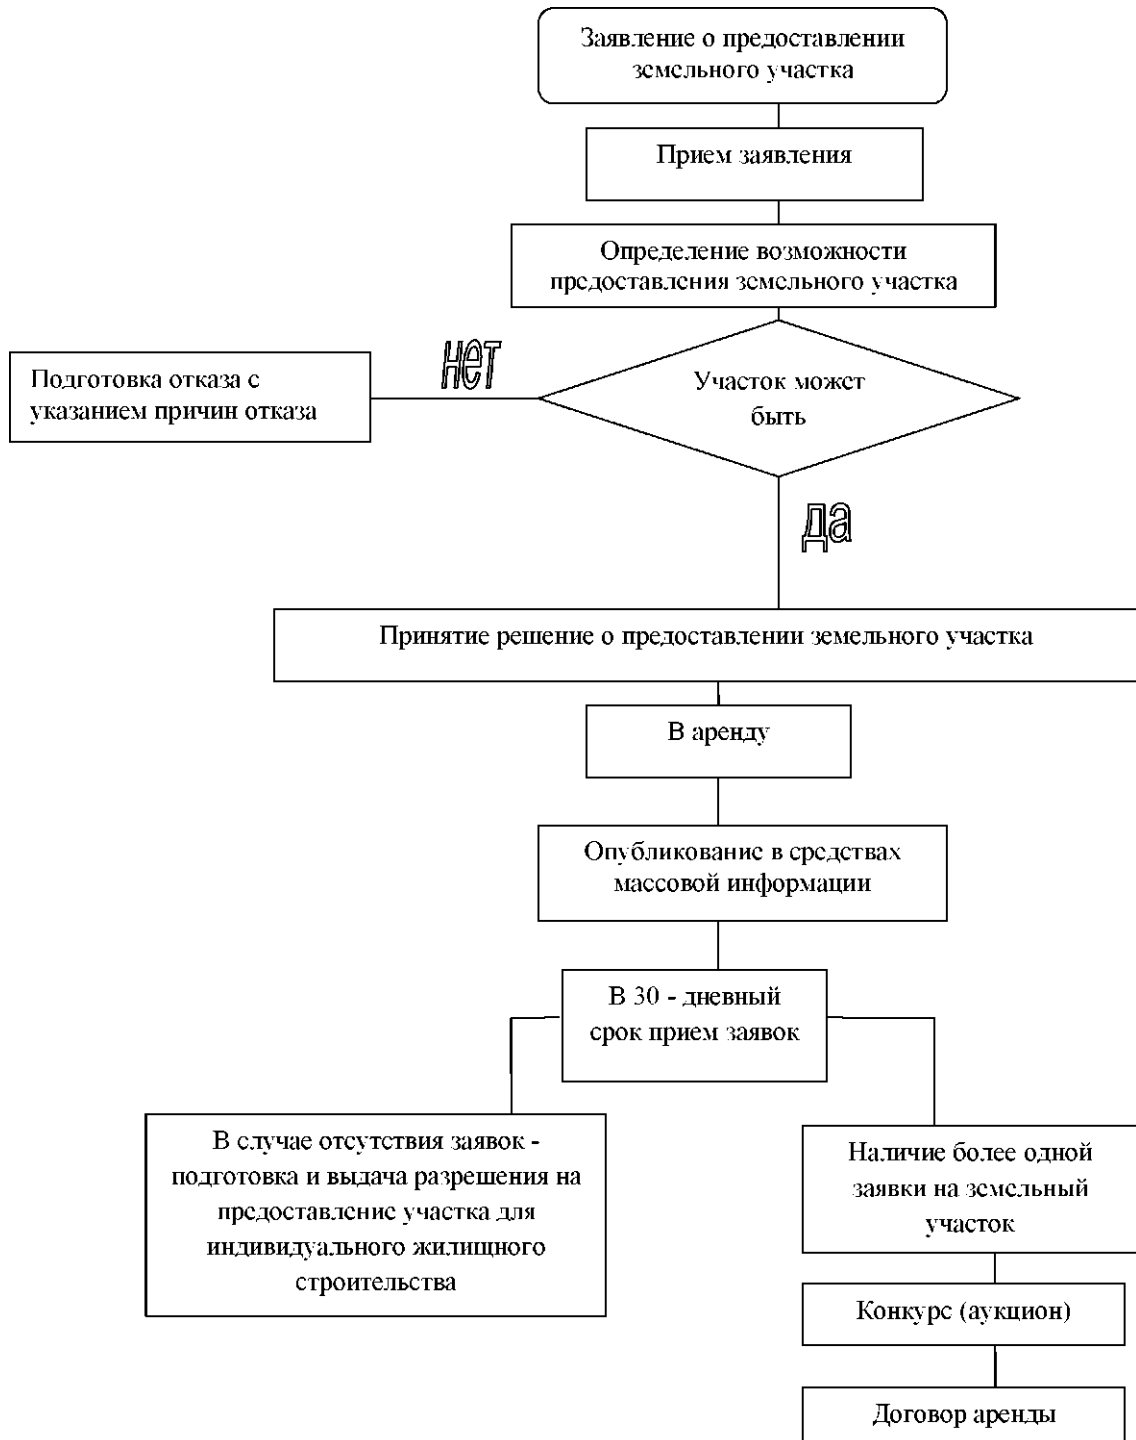 Заявление о предоставлении
земельного участка
Прием заявления
Определение возможности
предоставления земельного участка
нет
Подготовка отказа с
указанием причин отказа
Участок может
быть
да
Принятие решение о предоставлении земельного участка
В аренду
Опубликование в средствах
массовой информации
В 30 - дневный
срок прием заявок
В случае отсутствия заявок -
подготовка и выдача разрешения на
предоставление участка для
индивидуального жилищного
строительства
Наличие более одной
заявки на земельный
участок
Конкурс (аукцион)
Договор аренды